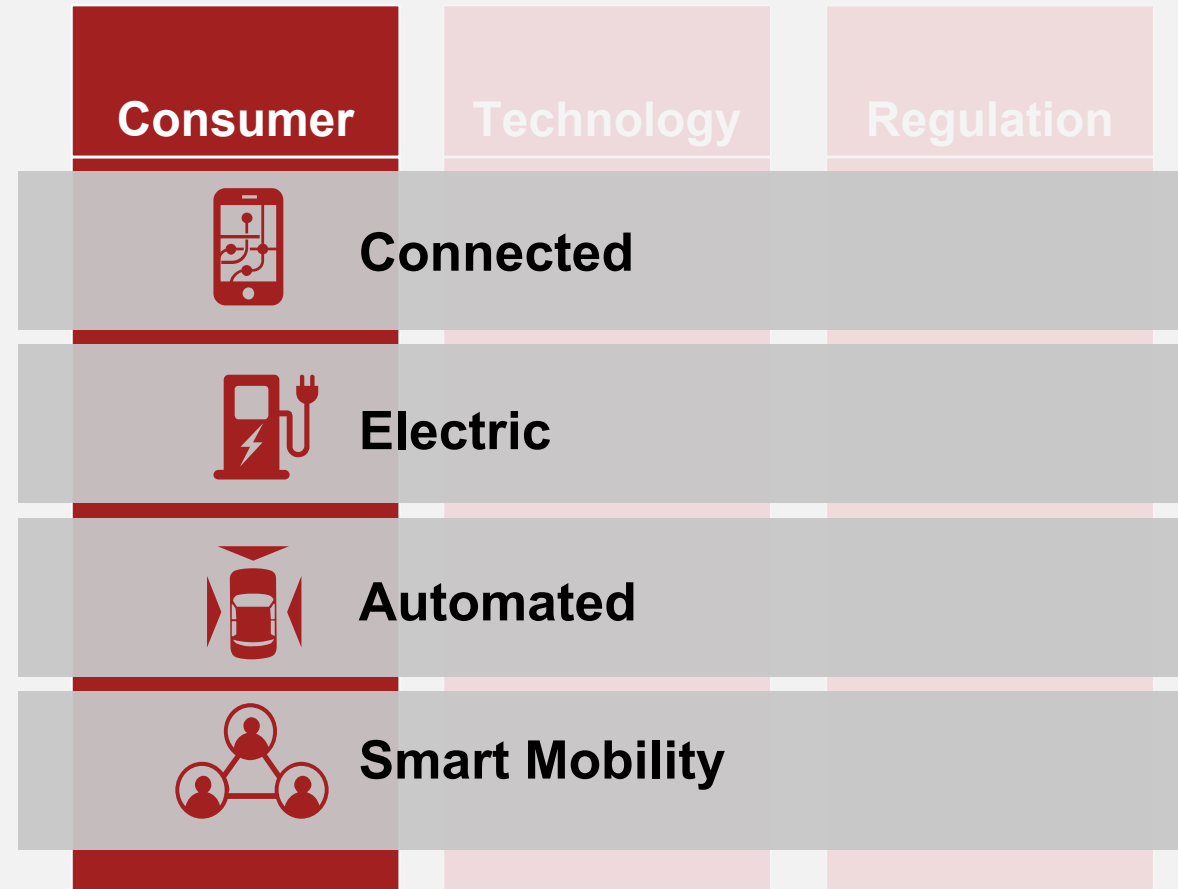 Consumer
Technology
Regulation
Connected
Electric
Automated
Smart Mobility